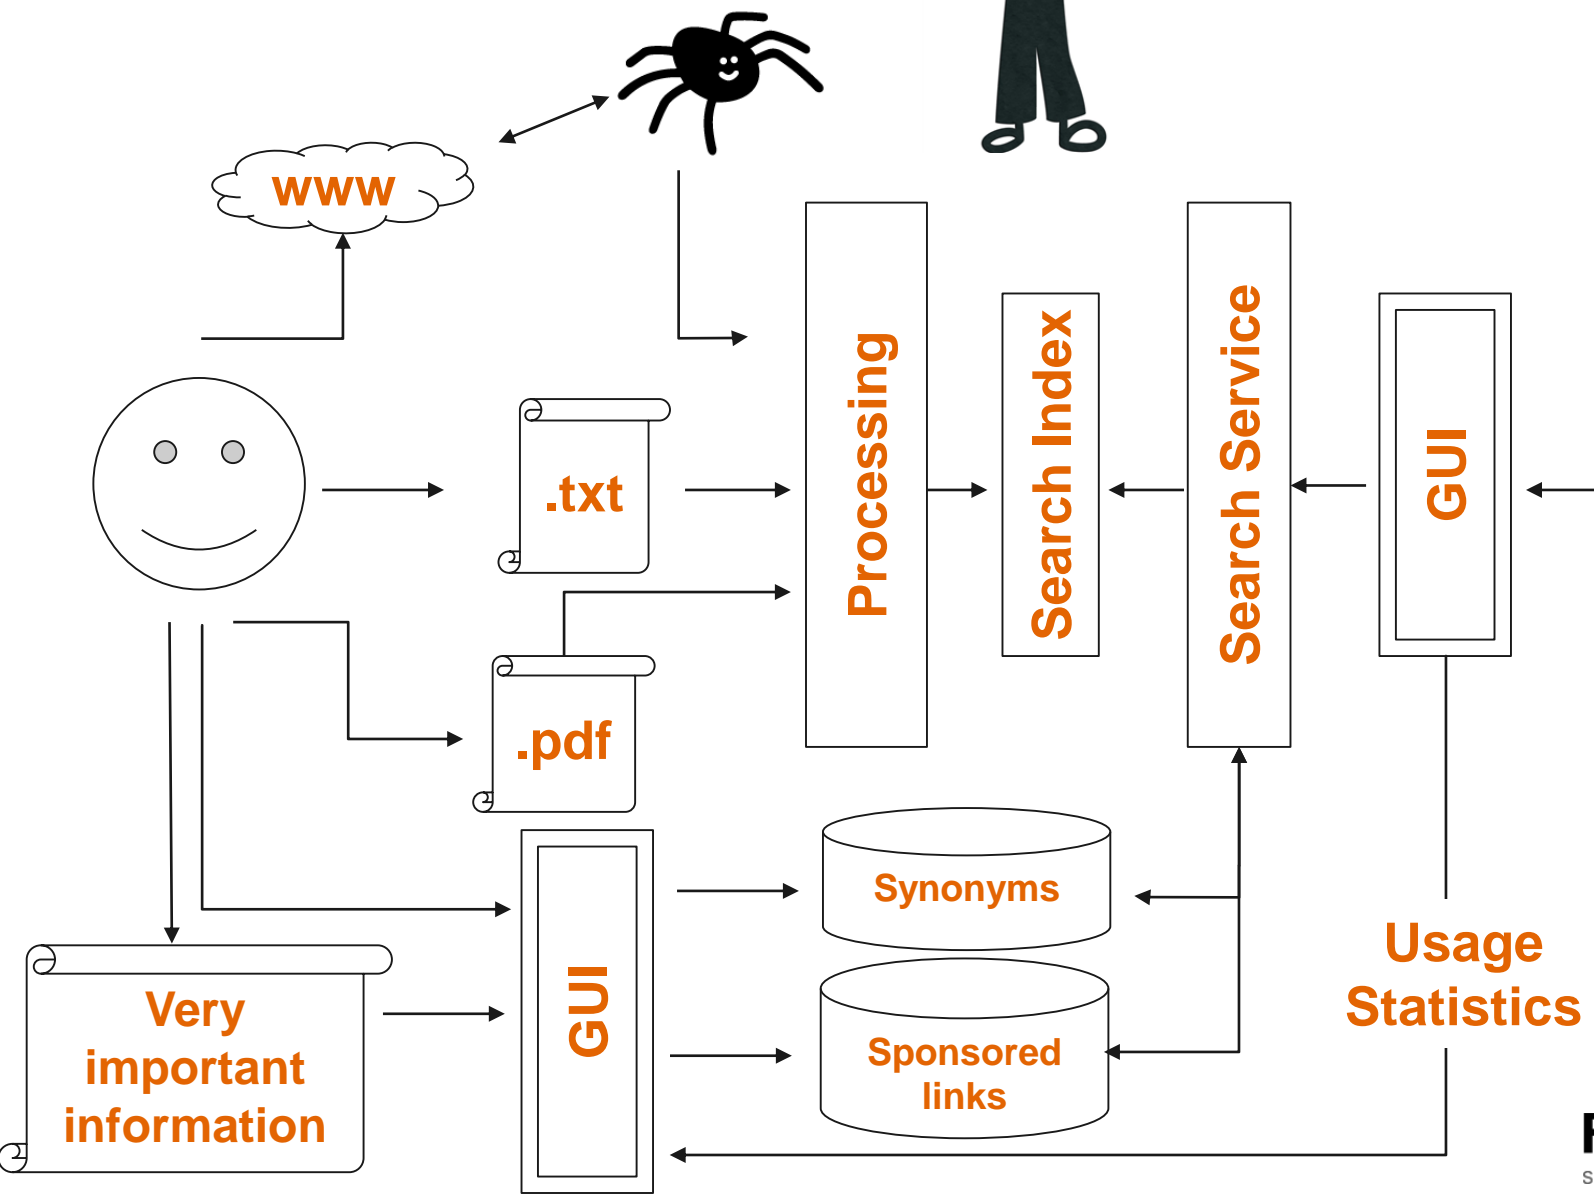 www
Processing
Search Index
Search Service
GUI
.txt
.pdf
Synonyms
GUI
Sponsored
links
Very
important
information
Usage
Statistics